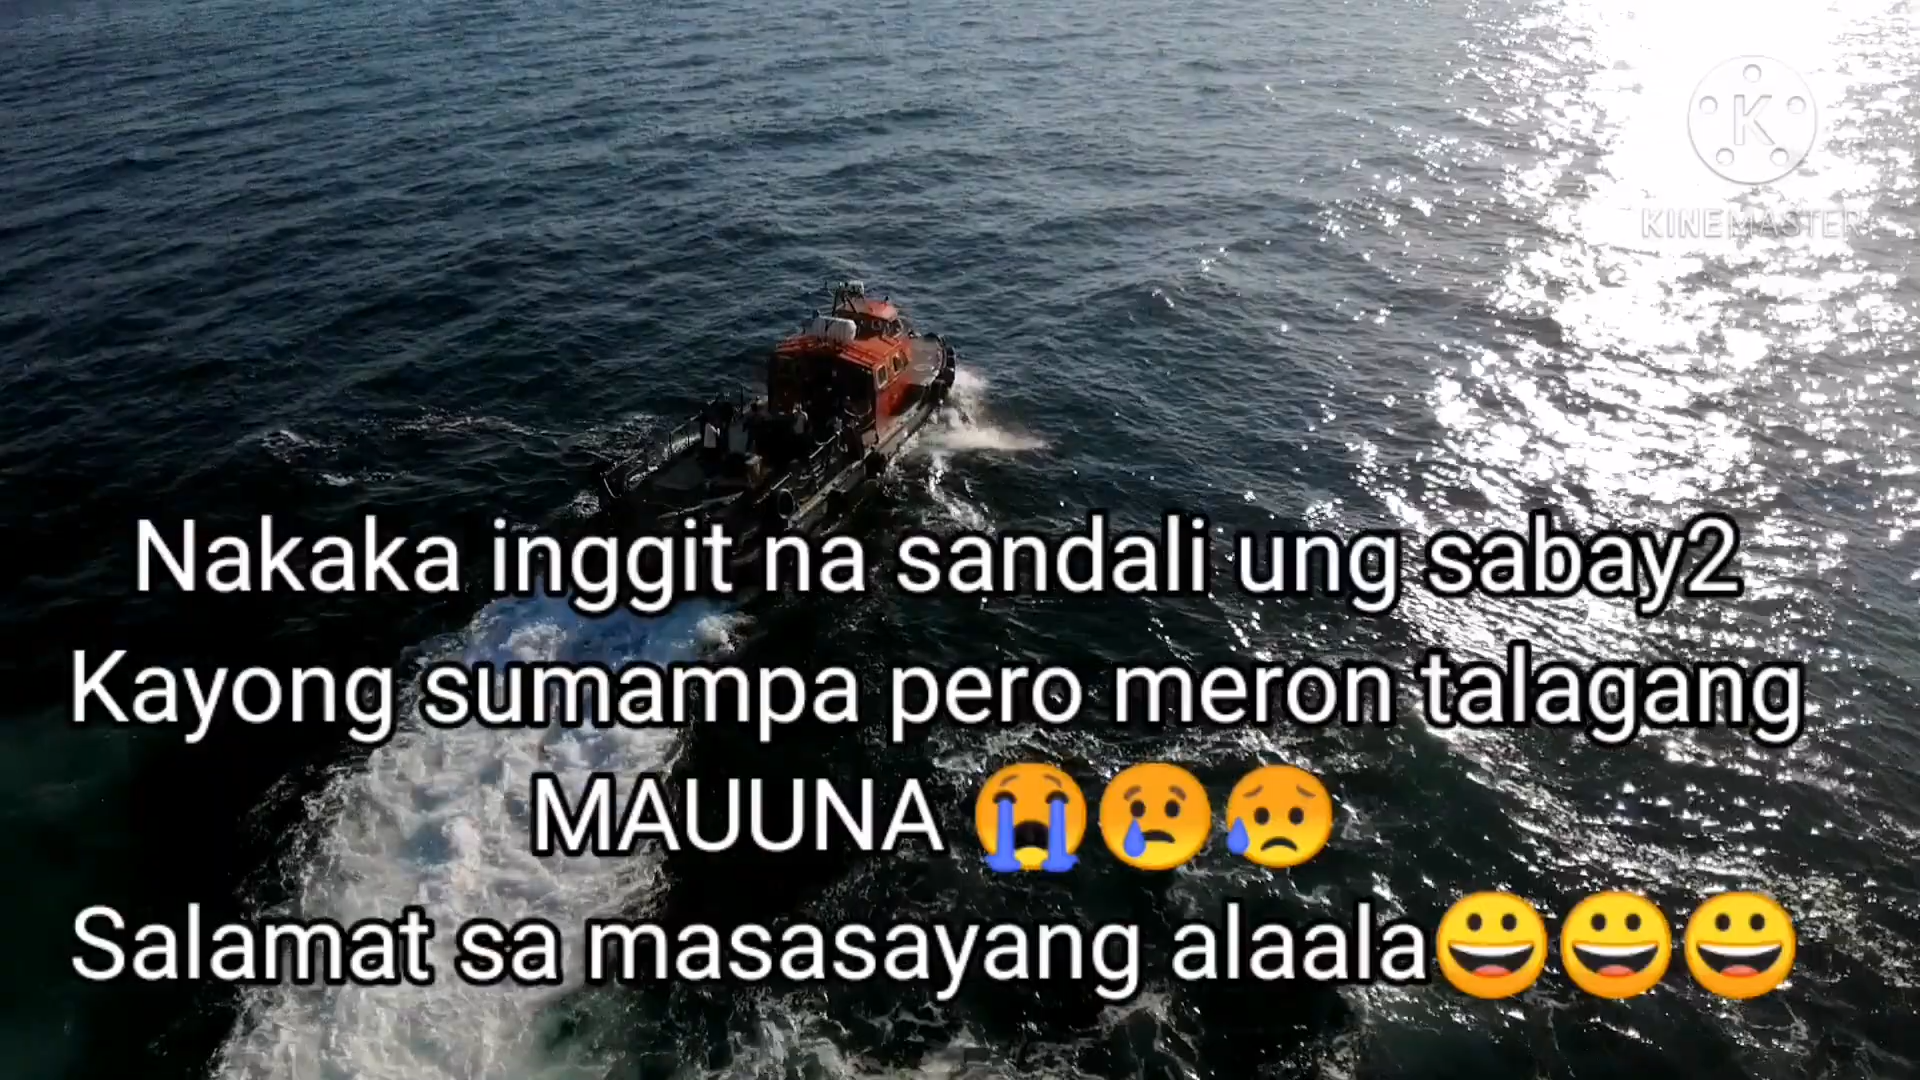 KINEMASTER
Nakaka inggit na sandali ung sabay2
Kayong sumampa pero meron talagang
MAUUNA 😭😢😥
Salamat sa masasayang alaala😀😀😀